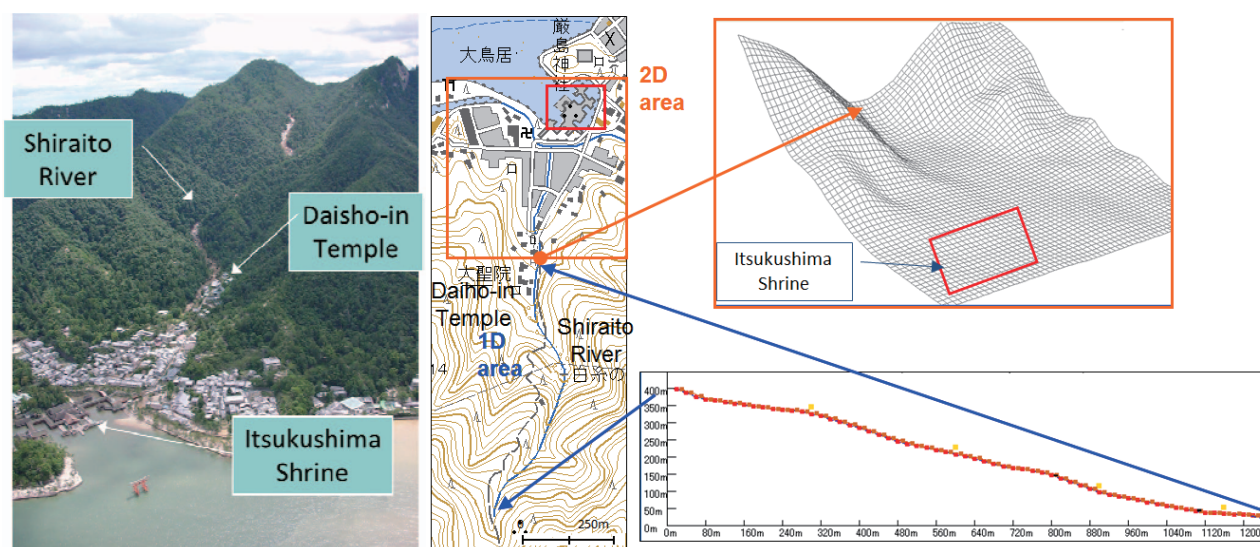 Shiraito
River
Daisho-in
Temple
Itsukushima
Shrine
大鳥居
厳島神社
2D
area
大聖院
Daiho-in
Temple
1D
area
Shiraito
River
白糸の
14
250m
Itsukushima
Shrine
400m
350m
300m
250m
200m
150m
100m
50m
0m
0m 80m 160m 240m 280m 400m 480m 560m 640m 720m 800m 880m 960m 1040m 1120m